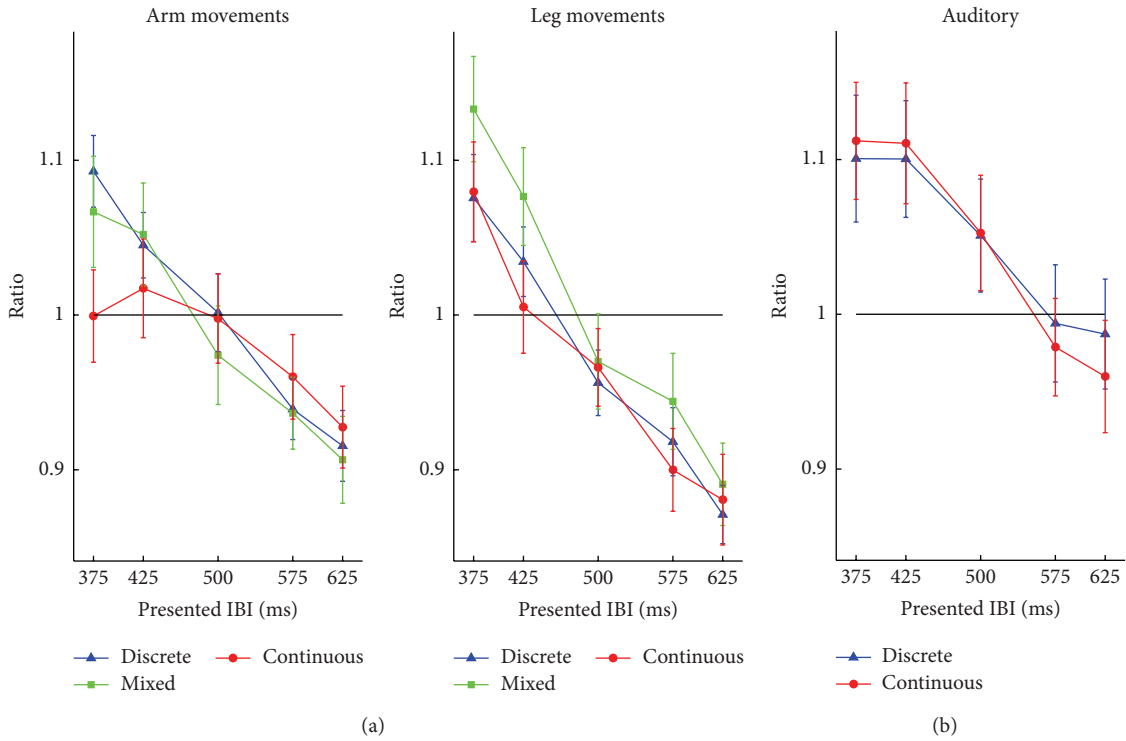 Arm movements
Leg movements
Auditory
Ratio
1.1
1
0.9
375 425 500 575 625
Presented IBI (ms)
Discrete Continuous
Mixed
Ratio
1.1
1
0.9
375 425 500 575 625
Presented IBI (ms)
Discrete Continuous
Mixed
Ratio
1.1
1
0.9
375 425 500 575 625
Presented IBI (ms)
Discrete
Continuous
(a)
(b)